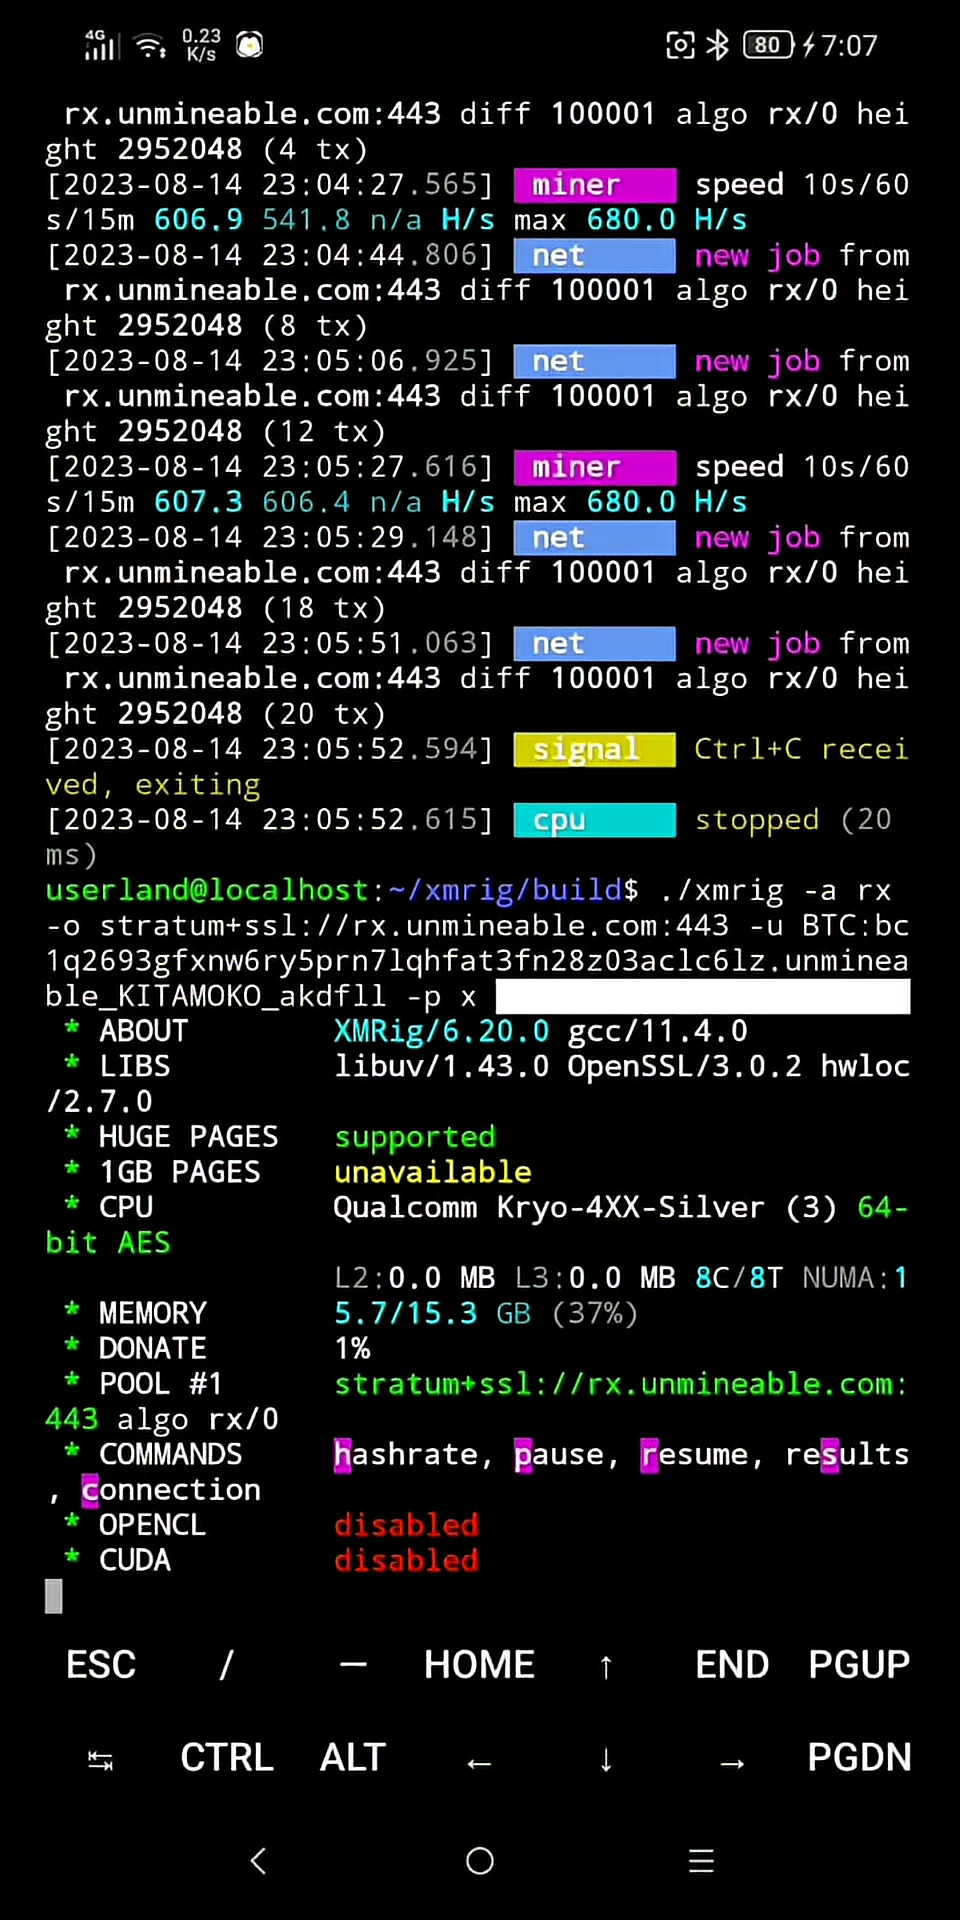 4G 0.23 K/s 80 7:07
rx.unmineable.com:443 diff 100001 algo rx/0 hei
ght 2952048 (4 tx)
[2023-08-14 23:04:27.565] miner speed 10s/60
s/15m 606.9 541.8 n/a H/s max 680.0 H/s
[2023-08-14 23:04:44.806] net new job from
rx.unmineable.com:443 diff 100001 algo rx/0 hei
ght 2952048 (8 tx)
[2023-08-14 23:05:06.925] net new job from
rx.unmineable.com:443 diff 100001 algo rx/0 hei
ght 2952048 (12 tx)
[2023-08-14 23:05:27.616] miner speed 10s/60
s/15m 607.3 606.4 n/a H/s max 680.0 H/s
[2023-08-14 23:05:29.148] net new job from
rx.unmineable.com:443 diff 100001 algo rx/0 hei
ght 2952048 (18 tx)
[2023-08-14 23:05:51.063] net new job from
rx.unmineable.com:443 diff 100001 algo rx/0 hei
ght 2952048 (20 tx)
[2023-08-14 23:05:52.594] signal Ctrl+C recei
ved, exiting
[2023-08-14 23:05:52.615] cpu stopped (20
ms)
userland@localhost:~/xmrig/build$ ./xmrig -a rx
-o stratum+ssl://rx.unmineable.com:443 -u BTC:bc
1q2693gfxnw6ry5prn7lqhfat3fn28z03aclc6lz.unminea
ble_KITAMOKO_akdfll -p x
* ABOUT XMRig/6.20.0 gcc/11.4.0
* LIBS libuv/1.43.0 OpenSSL/3.0.2 hwloc
/2.7.0
* HUGE PAGES supported
* 1GB PAGES unavailable
* CPU Qualcomm Kryo-4XX-Silver (3) 64-
bit AES
L2:0.0 MB L3:0.0 MB 8C/8T NUMA:1
* MEMORY 5.7/15.3 GB (37%)
* DONATE 1%
* POOL #1 stratum+ssl://rx.unmineable.com:
443 algo rx/0
* COMMANDS hashrate, pause, resume, results
, connection
* OPENCL disabled
* CUDA disabled
ESC / — HOME ↑ END PGUP
↹ CTRL ALT ← ↓ → PGDN